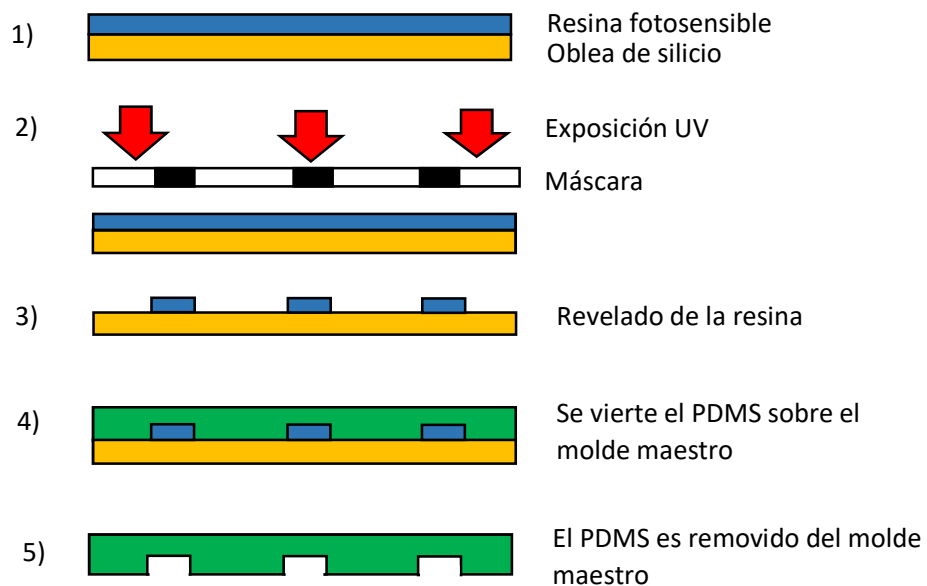 1)
Resina fotosensible
Oblea de silicio
2)
Exposición UV
Máscara
3)
Revelado de la resina
4)
Se vierte el PDMS sobre el
molde maestro
5)
El PDMS es removido del molde
maestro